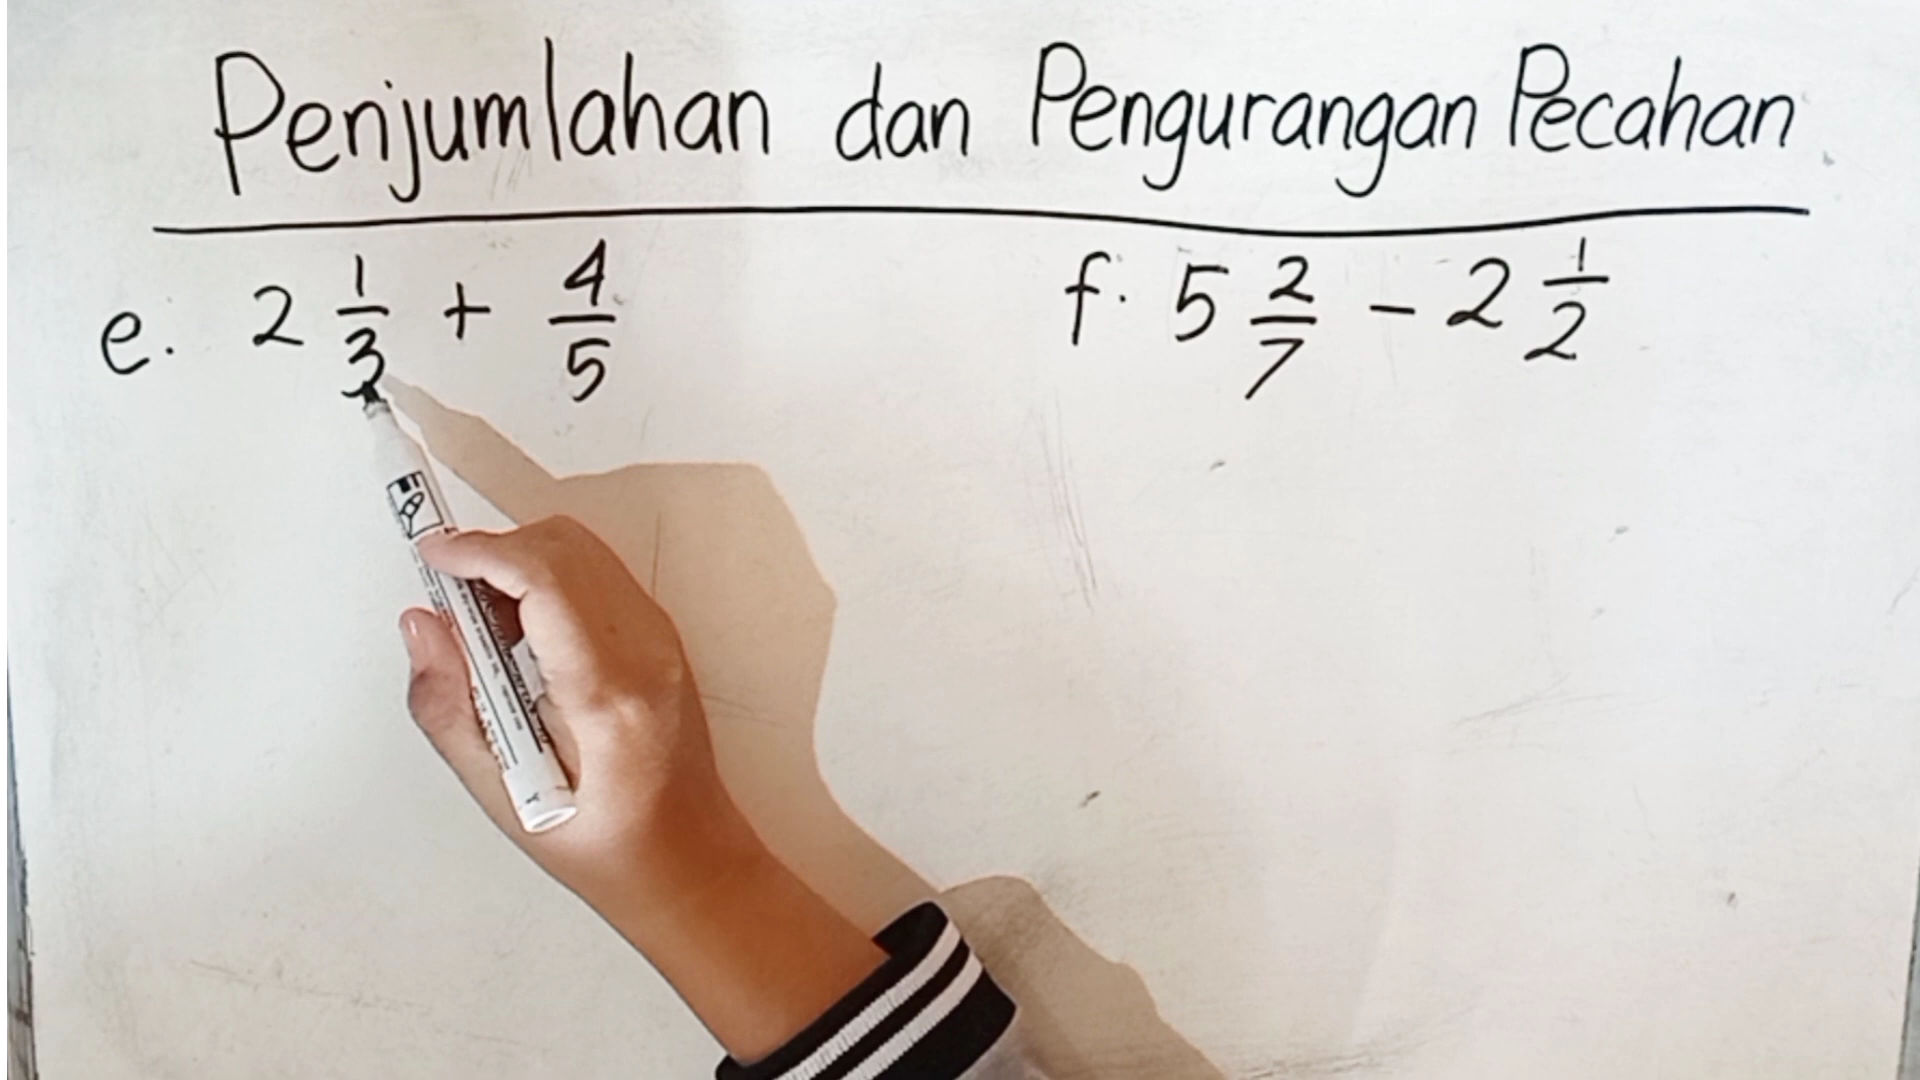 Penjumlahan dan Pengurangan Pecahan
e. 2 1/3 + 4/5
f. 5 2/7 - 2 1/2